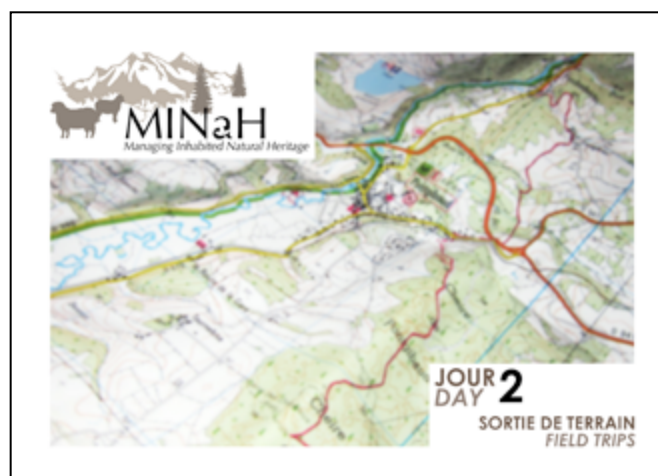 MINaH
Managing Inhabited Natural Heritage
JOUR 2
DAY
SORTIE DE TERRAIN
FIELD TRIPS